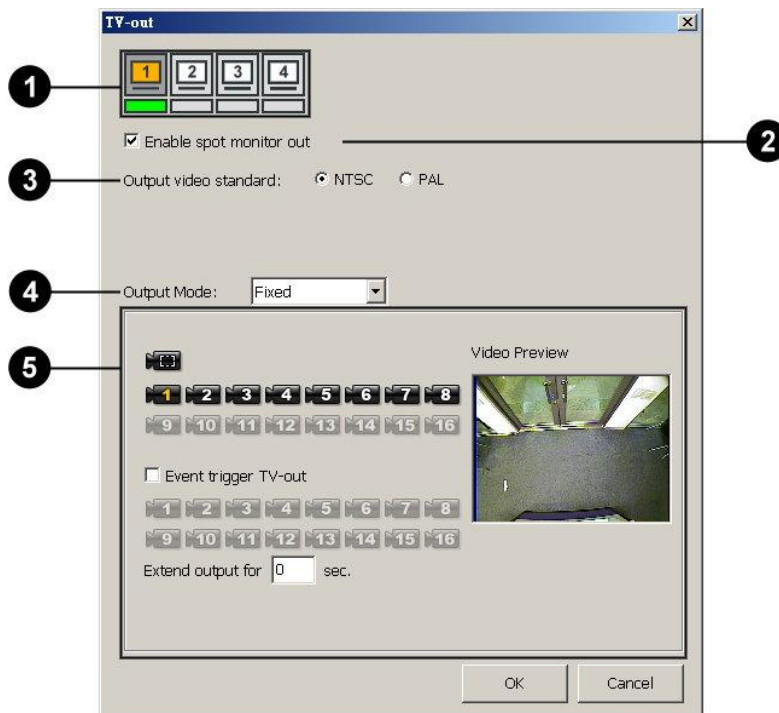 TV-out
1 2 3 4
1
Enable spot monitor out
2
3
Output video standard: NTSC PAL
4
Output Mode: Fixed
5
Video Preview
1 2 3 4 5 6 7 8
9 10 11 12 13 14 15 16
Event trigger TV-out
1 2 3 4 5 6 7 8
9 10 11 12 13 14 15 16
Extend output for 0 sec.
OK Cancel